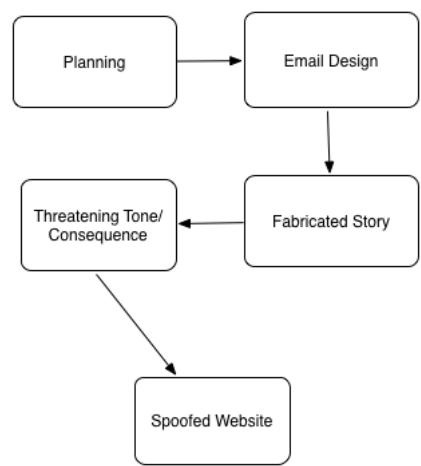 Planning
Email Design
Fabricated Story
Threatening Tone/
Consequence
Spoofed Website